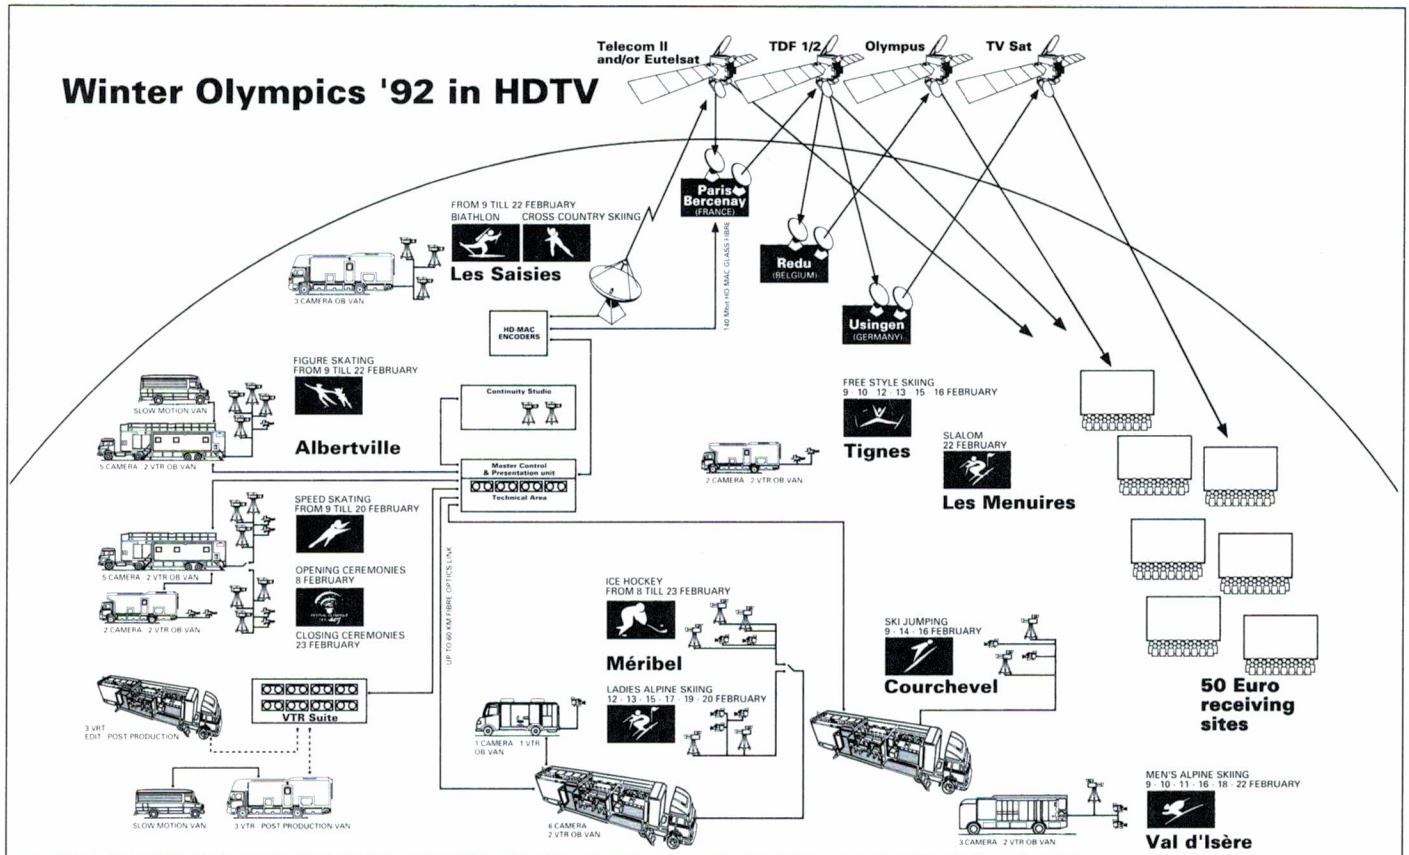 Winter Olympics '92 in HDTV
Telecom II
and/or Eutelsat
TDF 1/2
Olympus
TV Sat
Paris
Bercenay
(FRANCE)
Redu
(BELGIUM)
Usingen
(GERMANY)
140 Mbit HD MAC GLASS FIBRE
FROM 9 TILL 22 FEBRUARY
BIATHLON
CROSS COUNTRY SKIING
Les Saisies
3 CAMERA OB VAN
HD-MAC
ENCODERS
FIGURE SKATING
FROM 9 TILL 22 FEBRUARY
Albertville
SLOW MOTION VAN
5 CAMERA 2 VTR OB VAN
Continuity Studio
Master Control
& Presentation unit
Technical Area
SPEED SKATING
FROM 9 TILL 20 FEBRUARY
5 CAMERA 2 VTR OB VAN
OPENING CEREMONIES
8 FEBRUARY
CLOSING CEREMONIES
23 FEBRUARY
2 CAMERA 2 VTR OB VAN
UP TO 60 KM FIBRE OPTICS LINK
VTR Suite
3 VRT
EDIT POST PRODUCTION
SLOW MOTION VAN
3 VTR POST PRODUCTION VAN
FREE STYLE SKIING
9 · 10 12 · 13 · 15 · 16 FEBRUARY
Tignes
2 CAMERA 2 VTR OB VAN
SLALOM
22 FEBRUARY
Les Menuires
ICE HOCKEY
FROM 8 TILL 23 FEBRUARY
Méribel
LADIES ALPINE SKIING
12 · 13 · 15 · 17 · 19 · 20 FEBRUARY
1 CAMERA 1 VTR
OB VAN
6 CAMERA
2 VTR OB VAN
SKI JUMPING
9 · 14 · 16 FEBRUARY
Courchevel
50 Euro
receiving
sites
MEN'S ALPINE SKIING
9 · 10 · 11 · 16 · 18 · 22 FEBRUARY
Val d'Isère
3 CAMERA 2 VTR OB VAN